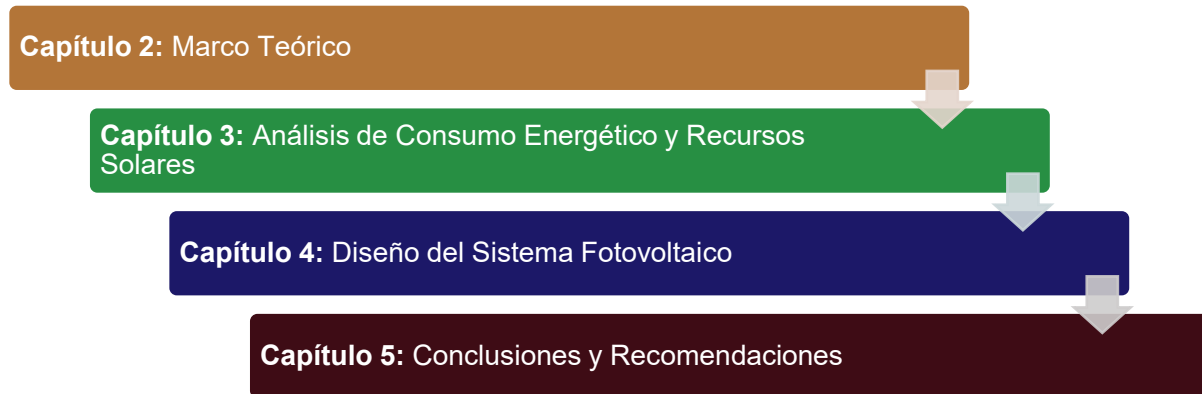 Capítulo 2: Marco Teórico
Capítulo 3: Análisis de Consumo Energético y Recursos
Solares
Capítulo 4: Diseño del Sistema Fotovoltaico
Capítulo 5: Conclusiones y Recomendaciones